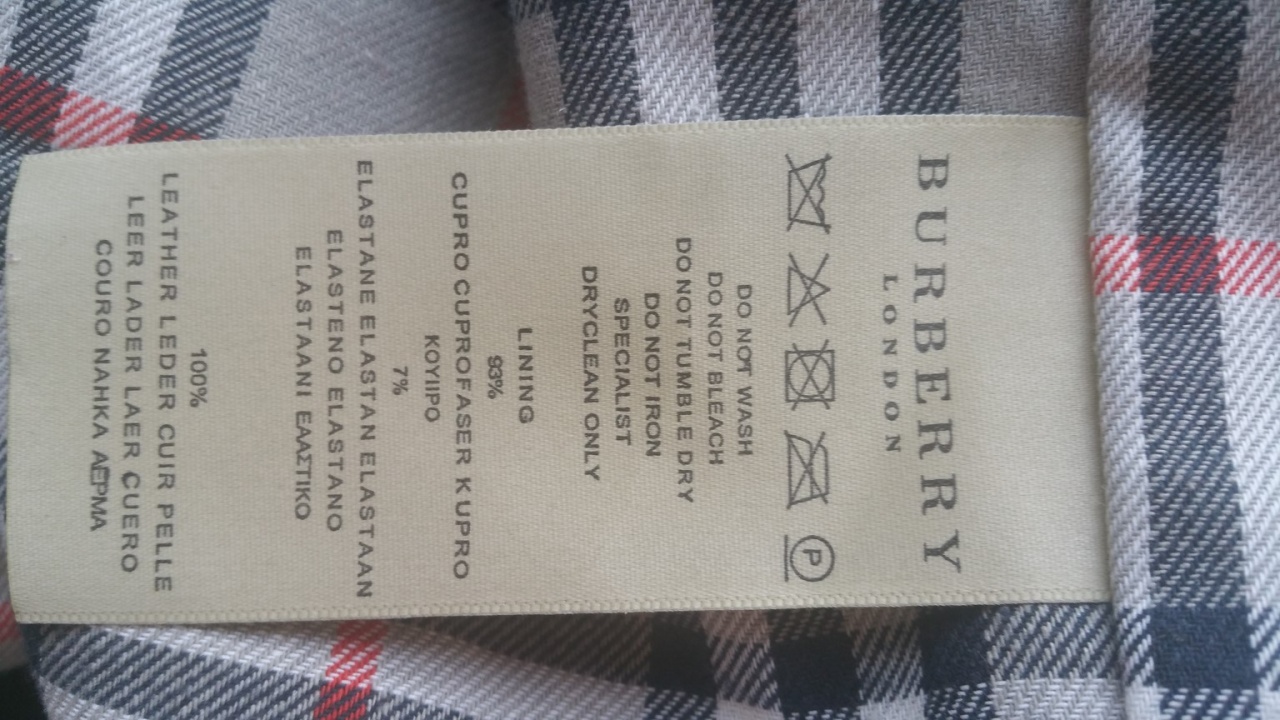 BURBERRY
LONDON
P
DO NOT WASH
DO NOT BLEACH
DO NOT TUMBLE DRY
DO NOT IRON
SPECIALIST
DRYCLEAN ONLY
LINING
93%
CUPRO CUPROFASER KUPRO
ΚΟΥΙΙΡΟ
7%
ELASTANE ELASTAN ELASTAAN
ELASTENO ELASTANO
ELASTAANI ΕΛΑΣΤΙΚΟ
100%
LEATHER LEDER CUIR PELLE
LEER LADER LAER CUERO
COURO NAHKA ΔΕΡΜΑ